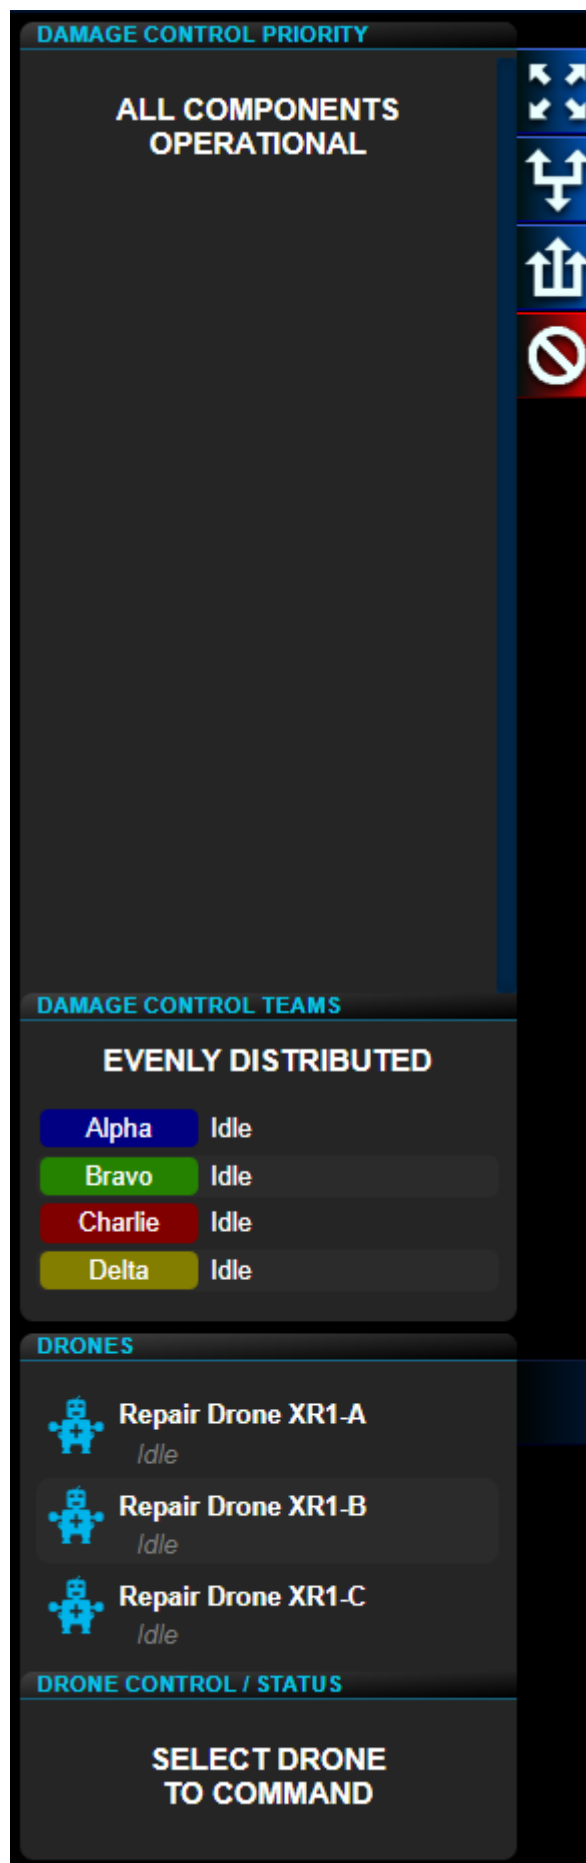 DAMAGE CONTROL PRIORITY
ALL COMPONENTS
OPERATIONAL
DAMAGE CONTROL TEAMS
EVENLY DISTRIBUTED
Alpha Idle
Bravo Idle
Charlie Idle
Delta Idle
DRONES
Repair Drone XR1-A
Idle
Repair Drone XR1-B
Idle
Repair Drone XR1-C
Idle
DRONE CONTROL / STATUS
SELECT DRONE
TO COMMAND